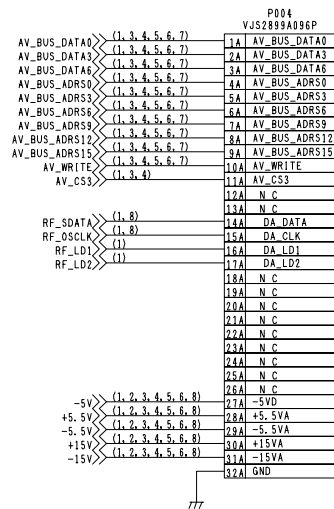 P004
VJS2899A096P
AV_BUS_DATA0 (1, 3, 4, 5, 6, 7) 1A AV_BUS_DATA0
AV_BUS_DATA3 (1, 3, 4, 5, 6, 7) 2A AV_BUS_DATA3
AV_BUS_DATA6 (1, 3, 4, 5, 6, 7) 3A AV_BUS_DATA6
AV_BUS_ADRS0 (1, 3, 4, 5, 6, 7) 4A AV_BUS_ADRS0
AV_BUS_ADRS3 (1, 3, 4, 5, 6, 7) 5A AV_BUS_ADRS3
AV_BUS_ADRS6 (1, 3, 4, 5, 6, 7) 6A AV_BUS_ADRS6
AV_BUS_ADRS9 (1, 3, 4, 5, 6, 7) 7A AV_BUS_ADRS9
AV_BUS_ADRS12 (1, 3, 4, 5, 6, 7) 8A AV_BUS_ADRS12
AV_BUS_ADRS15 (1, 3, 4, 5, 6, 7) 9A AV_BUS_ADRS15
AV_WRITE (1, 3, 4, 5, 6, 7) 10A AV_WRITE
AV_CS3 (1, 3, 4) 11A AV_CS3
12A N C
13A N C
RF_SDATA (1, 8) 14A DA_DATA
RF_OSCLK (1, 8) 15A DA_CLK
RF_LD1 (1) 16A DA_LD1
RF_LD2 (1) 17A DA_LD2
18A N C
19A N C
20A N C
21A N C
22A N C
23A N C
24A N C
25A N C
26A N C
-5V (1, 2, 3, 4, 5, 6, 8) 27A -5VD
+5.5V (1, 2, 3, 4, 5, 6, 8) 28A +5.5VA
-5.5V (1, 2, 3, 4, 5, 6, 8) 29A -5.5VA
+15V (1, 2, 3, 4, 5, 6, 8) 30A +15VA
-15V (1, 2, 3, 4, 5, 6, 8) 31A -15VA
32A GND